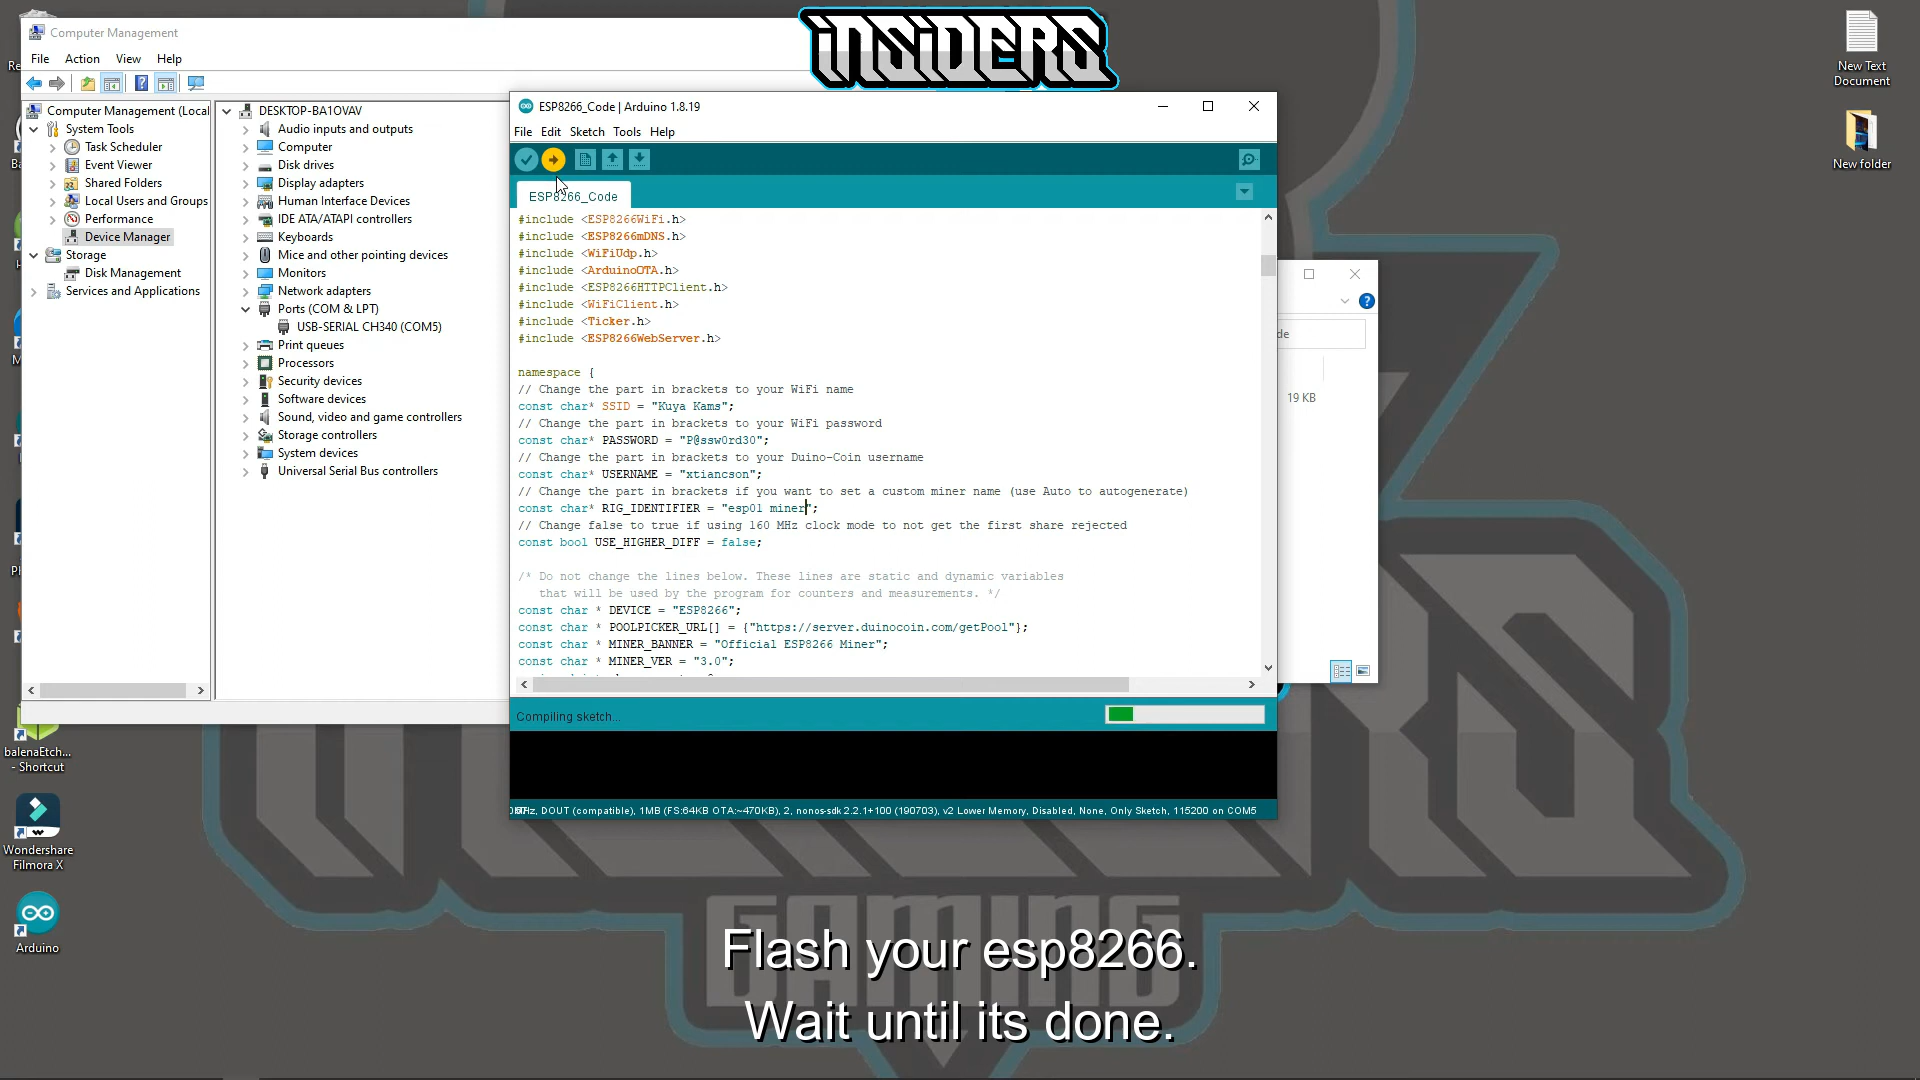 INSIDERS
Computer Management
File Action View Help
Computer Management (Local
System Tools
Task Scheduler
Event Viewer
Shared Folders
Local Users and Groups
Performance
Device Manager
Storage
Disk Management
Services and Applications
DESKTOP-BA1OVAV
Audio inputs and outputs
Computer
Disk drives
Display adapters
Human Interface Devices
IDE ATA/ATAPI controllers
Keyboards
Mice and other pointing devices
Monitors
Network adapters
Ports (COM & LPT)
USB-SERIAL CH340 (COM5)
Print queues
Processors
Security devices
Software devices
Sound, video and game controllers
Storage controllers
System devices
Universal Serial Bus controllers
ESP8266_Code | Arduino 1.8.19
File Edit Sketch Tools Help
ESP8266_Code
#include <ESP8266WiFi.h>
#include <ESP8266mDNS.h>
#include <WiFiUdp.h>
#include <ArduinoOTA.h>
#include <ESP8266HTTPClient.h>
#include <WiFiClient.h>
#include <Ticker.h>
#include <ESP8266WebServer.h>
namespace {
// Change the part in brackets to your WiFi name
const char* SSID = "Kuya Kams";
// Change the part in brackets to your WiFi password
const char* PASSWORD = "P@ssw0rd30";
// Change the part in brackets to your Duino-Coin username
const char* USERNAME = "xtiancson";
// Change the part in brackets if you want to set a custom miner name (use Auto to autogenerate)
const char* RIG_IDENTIFIER = "esp01 miner";
// Change false to true if using 160 MHz clock mode to not get the first share rejected
const bool USE_HIGHER_DIFF = false;
/* Do not change the lines below. These lines are static and dynamic variables
that will be used by the program for counters and measurements. */
const char * DEVICE = "ESP8266";
const char * POOLPICKER_URL[] = {"https://server.duinocoin.com/getPool"};
const char * MINER_BANNER = "Official ESP8266 Miner";
const char * MINER_VER = "3.0";
Compiling sketch...
DOUT (compatible), 1MB (FS:64KB OTA:~470KB), 2, nonos-sdk 2.2.1+100 (190703), v2 Lower Memory, Disabled, None, Only Sketch, 115200 on COM5
de
19 KB
New Text
Document
New folder
balenaEtch...
- Shortcut
Wondershare
Filmora X
Arduino
GAMING
Flash your esp8266.
Wait until its done.